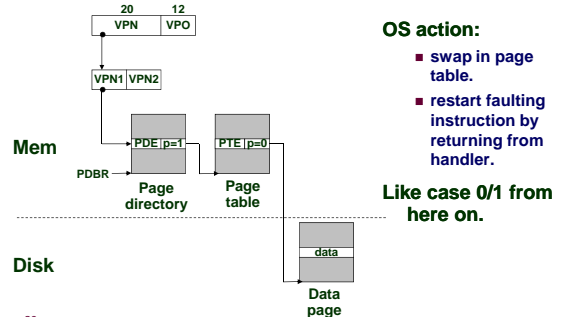 20 12
VPN VPO
VPN1 VPN2
Mem
PDE p=1
PTE p=0
PDBR
Page
directory
Page
table
Disk
data
Data
page
OS action:
■ swap in page
table.
■ restart faulting
instruction by
returning from
handler.
Like case 0/1 from
here on.